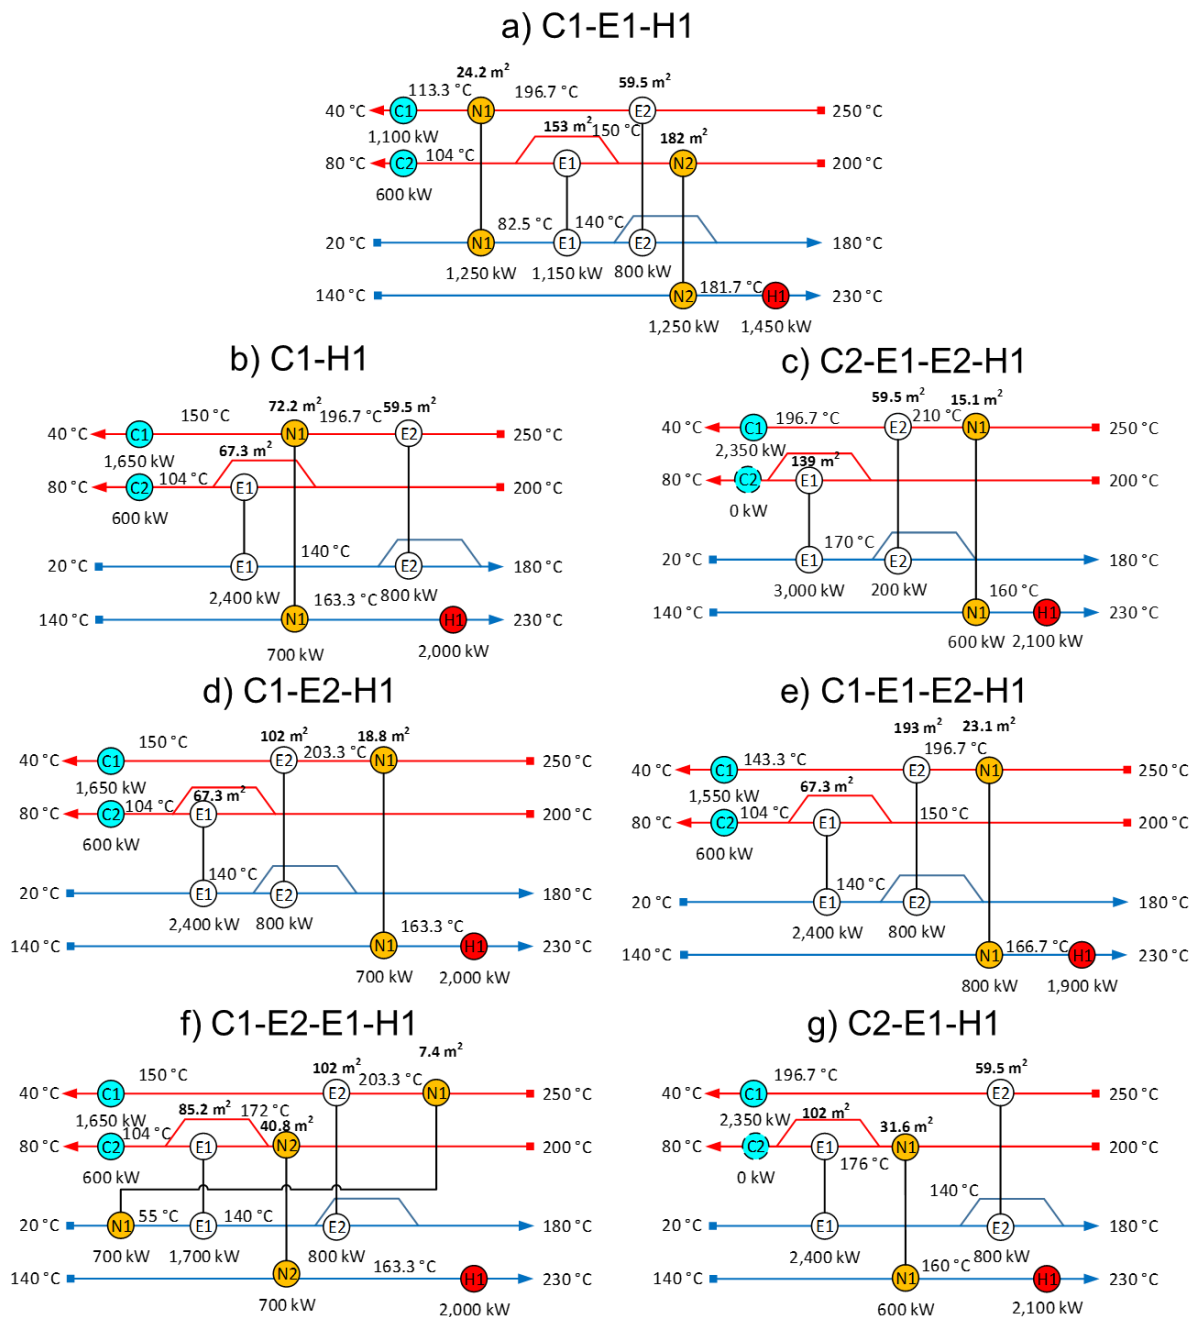 a) C1-E1-H1
24.2 m²
59.5 m²
113.3 °C
196.7 °C
40 °C
C1
N1
E2
250 °C
1,100 kW
153 m²
150 °C
182 m²
80 °C
C2
104 °C
E1
N2
200 °C
600 kW
82.5 °C
140 °C
20 °C
N1
E1
E2
180 °C
1,250 kW
1,150 kW
800 kW
181.7 °C
140 °C
N2
H1
230 °C
1,250 kW
1,450 kW
b) C1-H1
72.2 m²
59.5 m²
150 °C
196.7 °C
40 °C
C1
N1
E2
250 °C
1,650 kW
67.3 m²
80 °C
C2
104 °C
E1
200 °C
600 kW
140 °C
20 °C
E1
E2
180 °C
2,400 kW
800 kW
163.3 °C
140 °C
N1
H1
230 °C
700 kW
2,000 kW
c) C2-E1-E2-H1
59.5 m²
15.1 m²
196.7 °C
210 °C
40 °C
C1
E2
N1
250 °C
2,350 kW
139 m²
80 °C
C2
E1
200 °C
0 kW
170 °C
20 °C
E1
E2
180 °C
3,000 kW
200 kW
160 °C
140 °C
N1
H1
230 °C
600 kW
2,100 kW
d) C1-E2-H1
102 m²
18.8 m²
150 °C
203.3 °C
40 °C
C1
E2
N1
250 °C
1,650 kW
67.3 m²
104 °C
80 °C
C2
E1
200 °C
600 kW
140 °C
20 °C
E1
E2
180 °C
2,400 kW
800 kW
163.3 °C
140 °C
N1
H1
230 °C
700 kW
2,000 kW
e) C1-E1-E2-H1
193 m²
23.1 m²
143.3 °C
196.7 °C
40 °C
C1
E2
N1
250 °C
1,550 kW
67.3 m²
104 °C
150 °C
80 °C
C2
E1
200 °C
600 kW
140 °C
20 °C
E1
E2
180 °C
2,400 kW
800 kW
166.7 °C
140 °C
N1
H1
230 °C
800 kW
1,900 kW
f) C1-E2-E1-H1
7.4 m²
102 m²
150 °C
203.3 °C
40 °C
C1
E2
N1
250 °C
1,650 kW
85.2 m²
172 °C
104 °C
40.8 m²
80 °C
C2
E1
N2
200 °C
600 kW
55 °C
140 °C
20 °C
N1
E1
E2
180 °C
700 kW
1,700 kW
800 kW
163.3 °C
140 °C
N2
H1
230 °C
700 kW
2,000 kW
g) C2-E1-H1
59.5 m²
196.7 °C
40 °C
C1
E2
250 °C
2,350 kW
102 m²
31.6 m²
80 °C
C2
E1
N1
200 °C
0 kW
176 °C
140 °C
20 °C
E1
E2
180 °C
2,400 kW
800 kW
160 °C
140 °C
N1
H1
230 °C
600 kW
2,100 kW